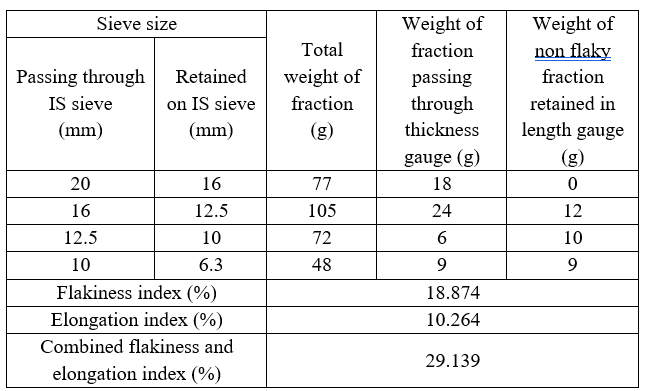 Sieve size
Passing through
IS sieve
(mm)
Retained
on IS sieve
(mm)
Total
weight of
fraction
(g)
Weight of
fraction
passing
through
thickness
gauge (g)
Weight of
non flaky
fraction
retained in
length gauge
(g)
20 16 77 18 0
16 12.5 105 24 12
12.5 10 72 6 10
10 6.3 48 9 9
Flakiness index (%) 18.874
Elongation index (%) 10.264
Combined flakiness and
elongation index (%)
29.139